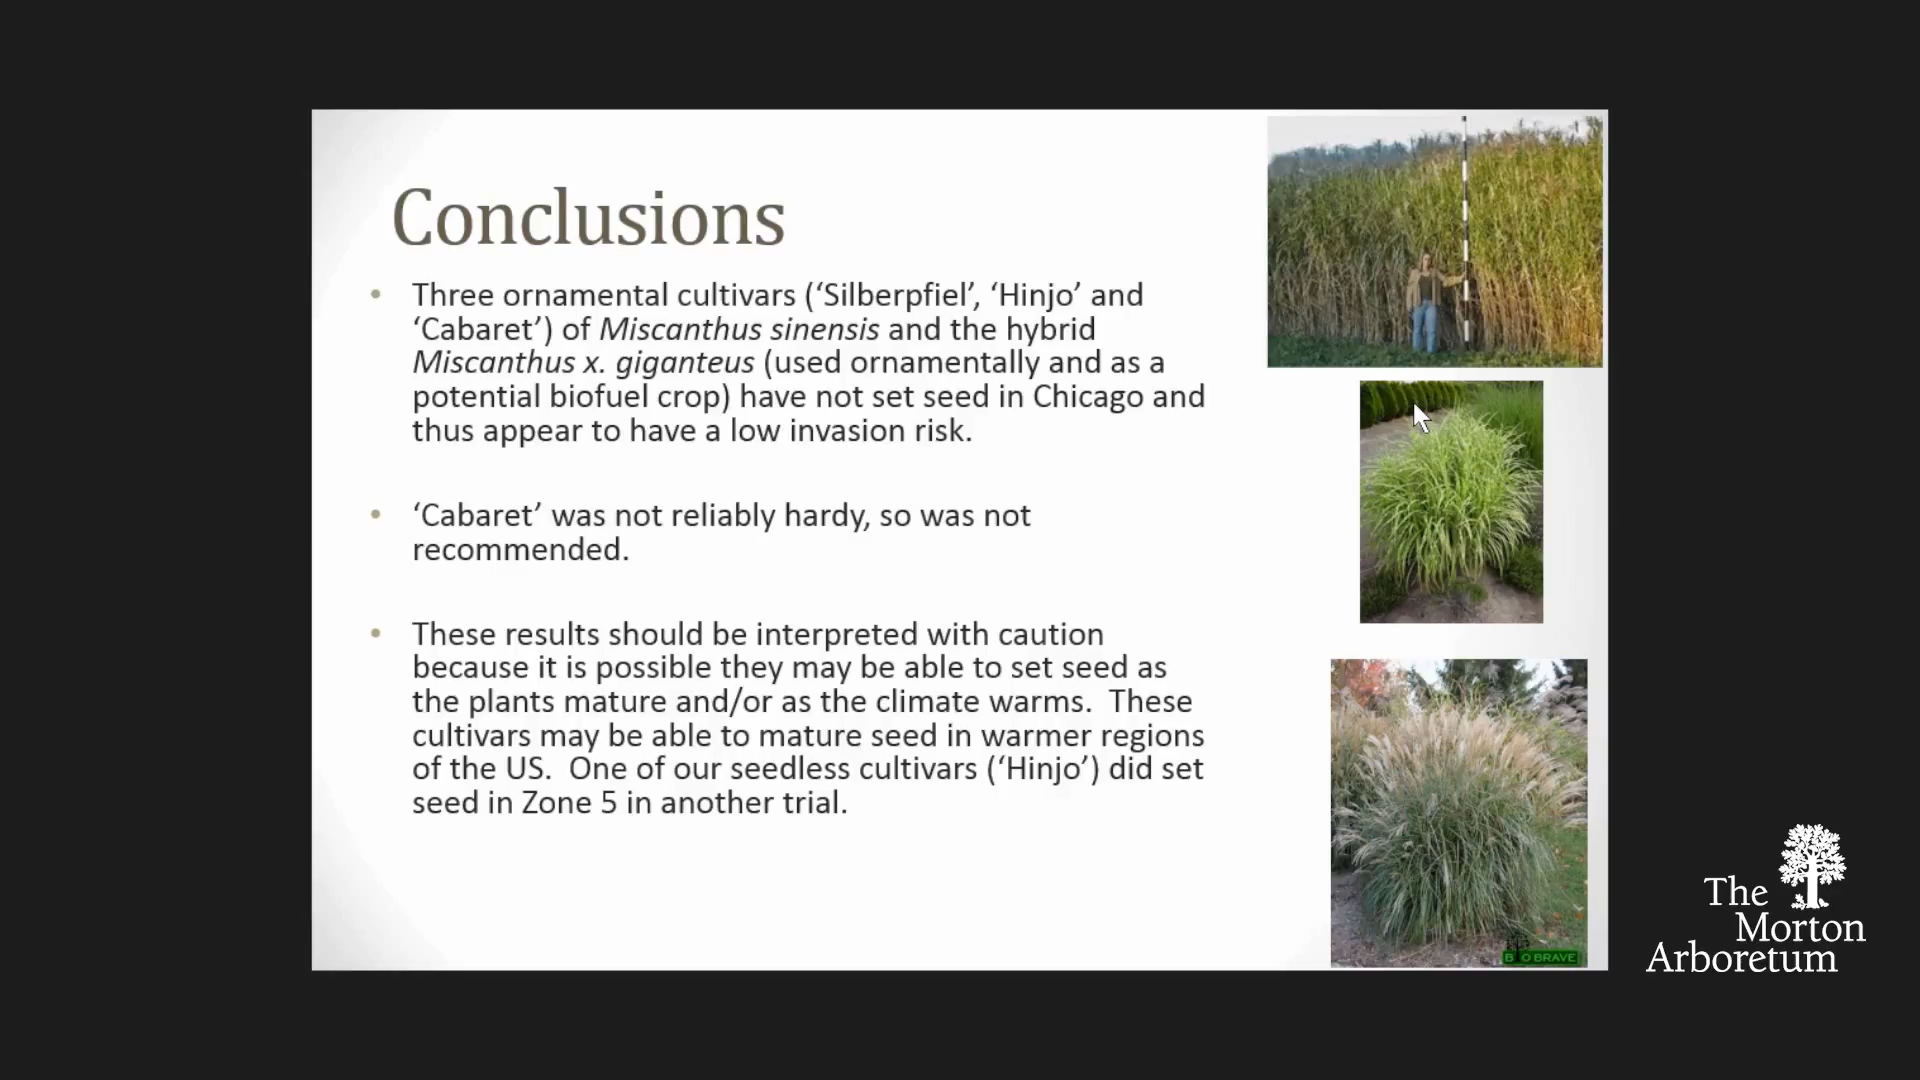 Conclusions
• Three ornamental cultivars (‘Silberpfiel’, ‘Hinjo’ and
‘Cabaret’) of Miscanthus sinensis and the hybrid
Miscanthus x. giganteus (used ornamentally and as a
potential biofuel crop) have not set seed in Chicago and
thus appear to have a low invasion risk.
• ‘Cabaret’ was not reliably hardy, so was not
recommended.
• These results should be interpreted with caution
because it is possible they may be able to set seed as
the plants mature and/or as the climate warms.  These
cultivars may be able to mature seed in warmer regions
of the US.  One of our seedless cultivars (‘Hinjo’) did set
seed in Zone 5 in another trial.
BRAVE
The
Morton
Arboretum